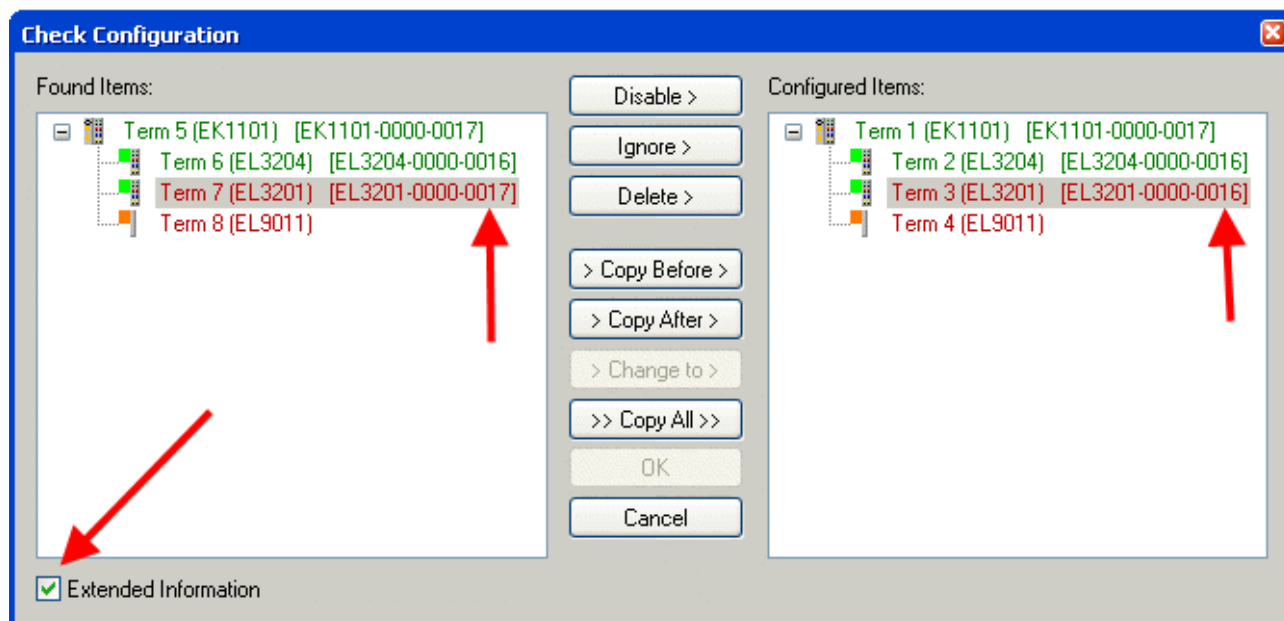 Check Configuration
Found Items:
Term 5 (EK1101) [EK1101-0000-0017]
Term 6 (EL3204) [EL3204-0000-0016]
Term 7 (EL3201) [EL3201-0000-0017]
Term 8 (EL9011)
Disable >
Ignore >
Delete >
> Copy Before >
> Copy After >
> Change to >
>> Copy All >>
OK
Cancel
Configured Items:
Term 1 (EK1101) [EK1101-0000-0017]
Term 2 (EL3204) [EL3204-0000-0016]
Term 3 (EL3201) [EL3201-0000-0016]
Term 4 (EL9011)
Extended Information